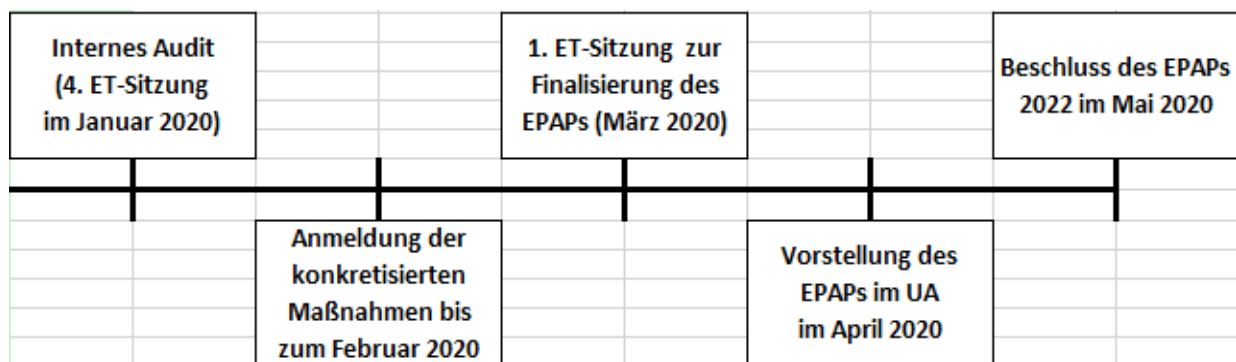 Internes Audit
(4. ET-Sitzung
im Januar 2020)
Anmeldung der
konkretisierten
Maßnahmen bis
zum Februar 2020
1. ET-Sitzung zur
Finalisierung des
EPAPs (März 2020)
Vorstellung des
EPAPs im UA
im April 2020
Beschluss des EPAPs
2022 im Mai 2020